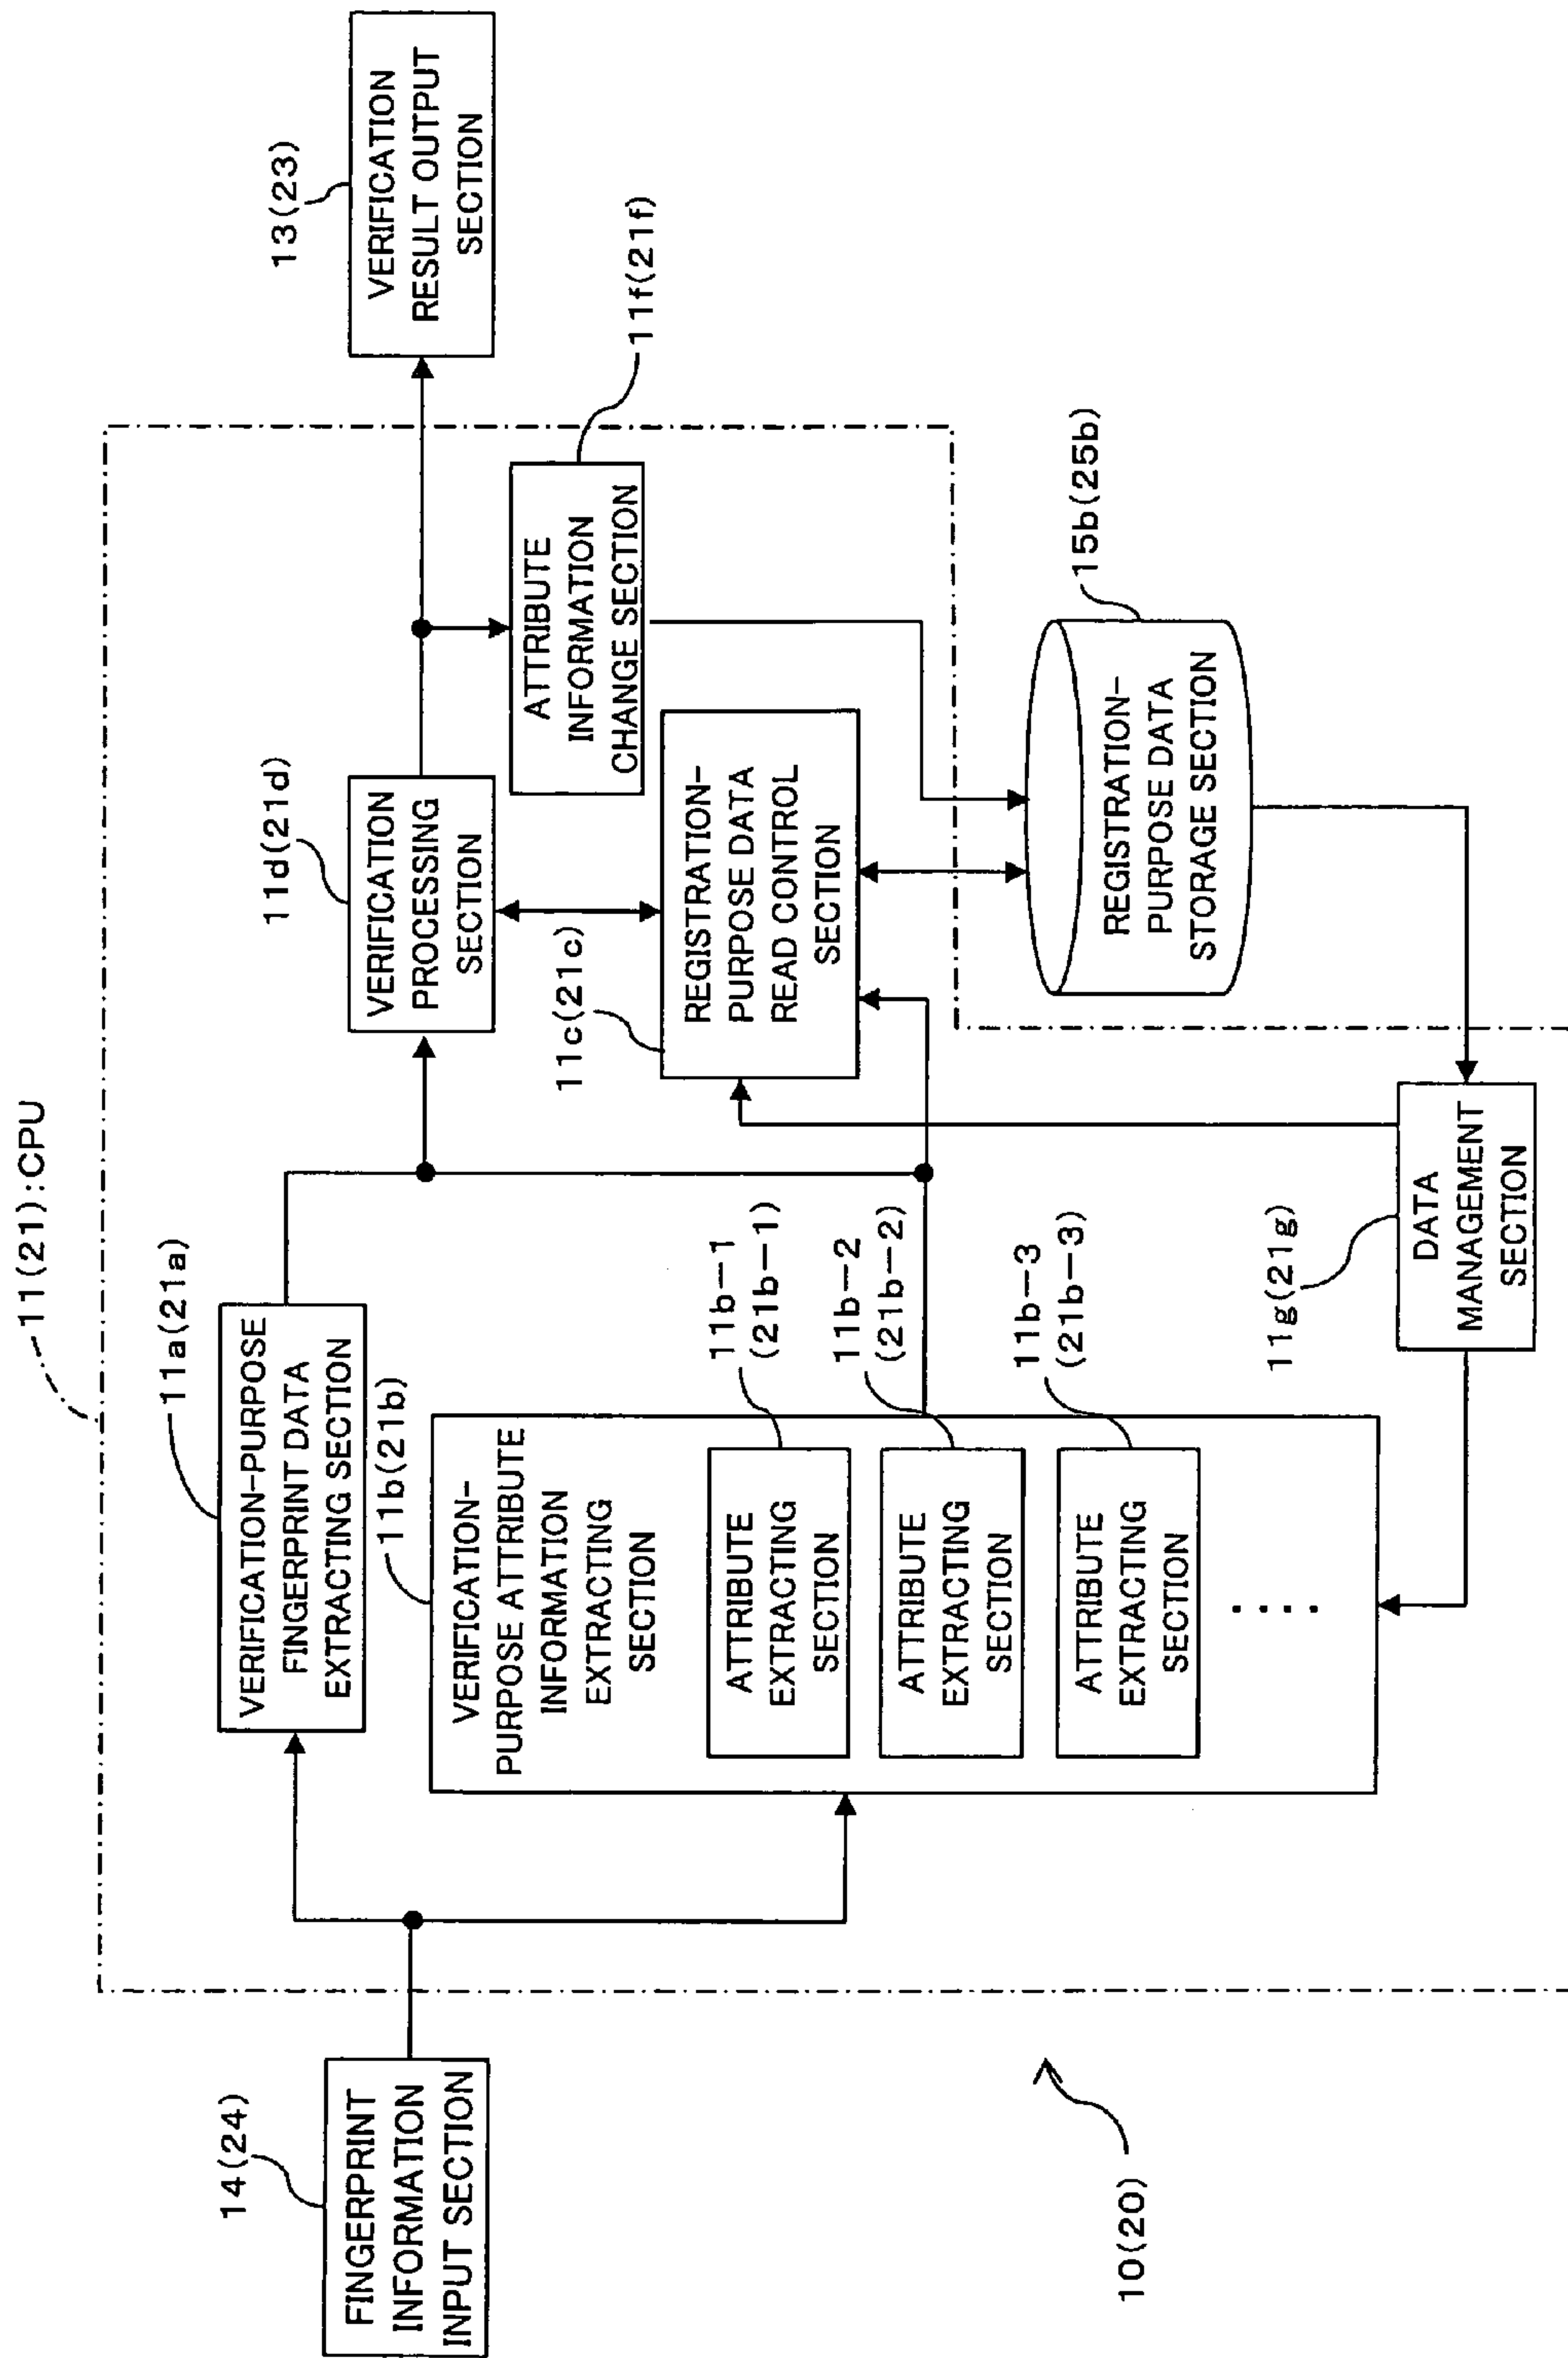 11(21):CPU
14(24)
FINGERPRINT
INFORMATION
INPUT SECTION
11a(21a)
VERIFICATION-PURPOSE
FINGERPRINT DATA
EXTRACTING SECTION
11b(21b)
VERIFICATION-
PURPOSE ATTRIBUTE
INFORMATION
EXTRACTING
SECTION
ATTRIBUTE
EXTRACTING
SECTION
11b-1
(21b-1)
ATTRIBUTE
EXTRACTING
SECTION
11b-2
(21b-2)
ATTRIBUTE
EXTRACTING
SECTION
11b-3
(21b-3)
....
11d(21d)
VERIFICATION
PROCESSING
SECTION
11c(21c)
REGISTRATION-
PURPOSE DATA
READ CONTROL
SECTION
ATTRIBUTE
INFORMATION
CHANGE SECTION
11f(21f)
13(23)
VERIFICATION
RESULT OUTPUT
SECTION
15b(25b)
REGISTRATION-
PURPOSE DATA
STORAGE SECTION
11g(21g)
DATA
MANAGEMENT
SECTION
10(20)